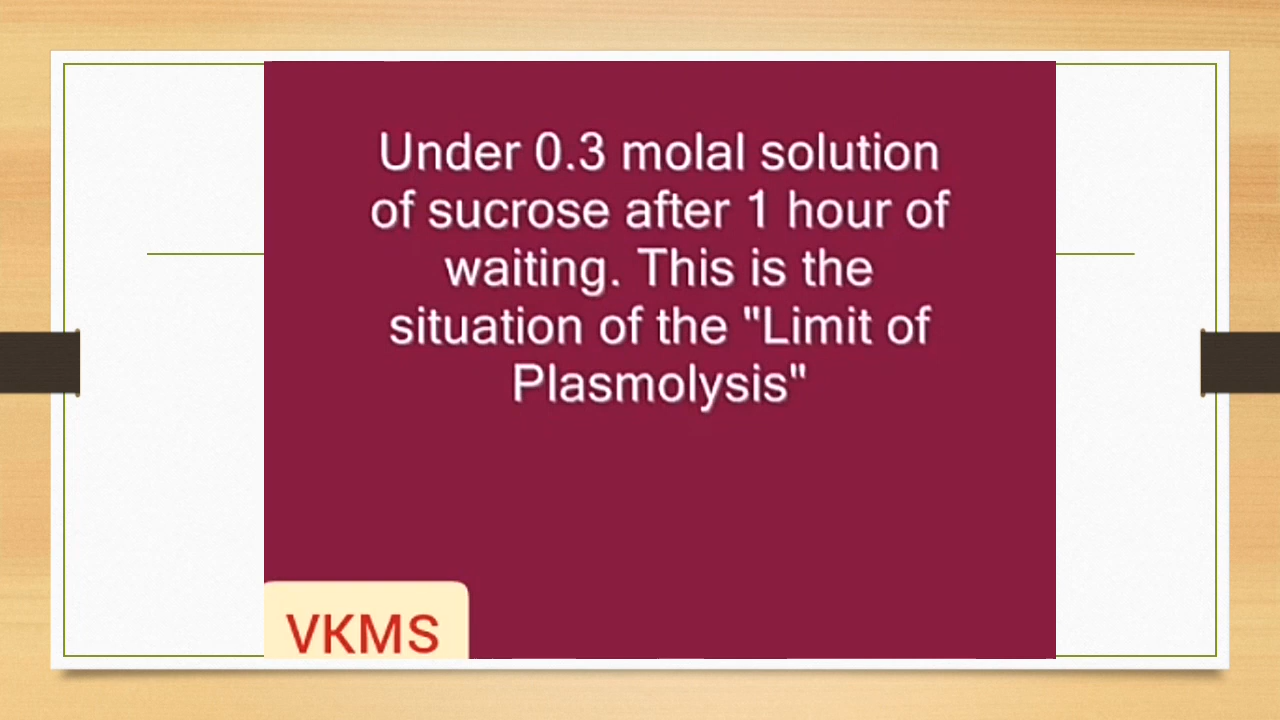 Under 0.3 molal solution
of sucrose after 1 hour of
waiting. This is the
situation of the "Limit of
Plasmolysis"
VKMS